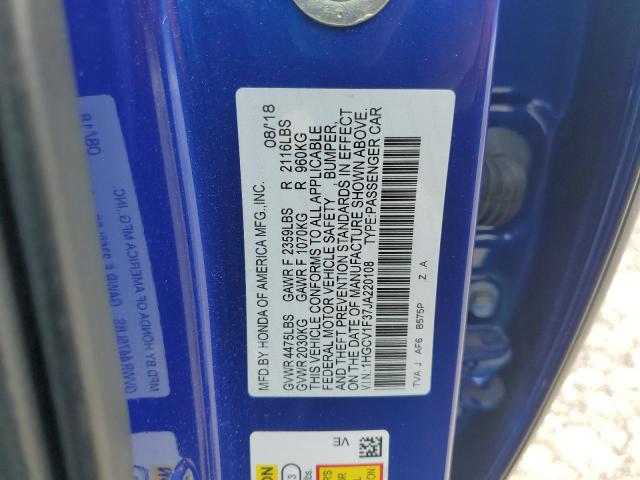 MFD BY HONDA OF AMERICA MFG.,INC. 08/18
GVWR 4475LBS GAWR F 2359LBS R 2116LBS
GVWR 2030KG GAWR F 1070KG R 960KG
THIS VEHICLE CONFORMS TO ALL APPLICABLE
FEDERAL MOTOR VEHICLE SAFETY BUMPER,
AND THEFT PREVENTION STANDARDS IN EFFECT
ON THE DATE OF MANUFACTURE SHOWN ABOVE.
V.I.N.:1HGCV1F37JA220108 TYPE:PASSENGER CAR
TVA J AF6 B575P Z A
VE